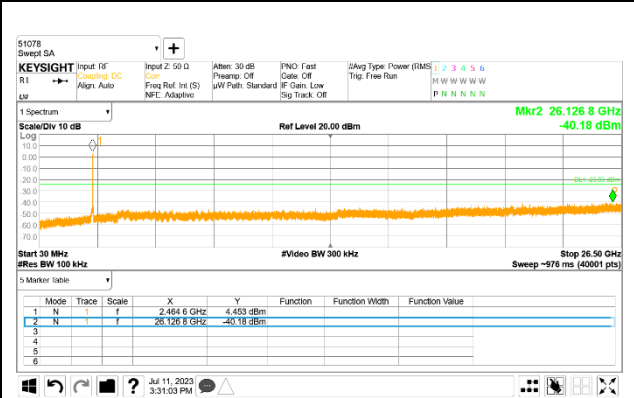 51078
Swept SA
KEYSIGHT Input: RF Input Z: 50 Ω Atten: 30 dB PNO: Fast #Avg Type: Power (RMS 1 2 3 4 5 6
RL Coupling: DC Corr Preamp: Off Gate: Off Trig: Free Run M W W W W W
Align: Auto Freq Ref: Int (S) µW Path: Standard IF Gain: Low
NFE: Adaptive Sig Track: Off P N N N N N
1 Spectrum Mkr2 26.126 8 GHz
Scale/Div 10 dB Ref Level 20.00 dBm -40.18 dBm
Log
10.0 1
0.00
10.0
20.0
30.0
40.0
50.0
60.0
70.0
Start 30 MHz #Video BW 300 kHz Stop 26.50 GHz
#Res BW 100 kHz Sweep ~976 ms (40001 pts)
5 Marker Table
Mode Trace Scale X Y Function Function Width Function Value
1 N 1 f 2.464 6 GHz 4.453 dBm
2 N 1 f 26.126 8 GHz -40.18 dBm
3
4
5
6
? Jul 11, 2023
3:31:03 PM